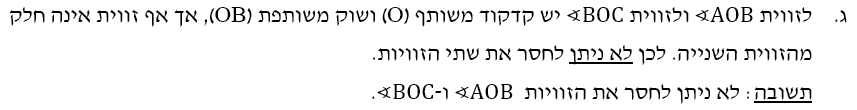 ג. לזווית ∢AOB ולזווית ∢BOC יש קדקוד משותף (O) ושוק משותפת (OB), אך אף זווית אינה חלק
מהזווית השנייה. לכן לא ניתן לחסר את שתי הזוויות.
תשובה: לא ניתן לחסר את הזוויות ∢AOB ו-∢BOC.